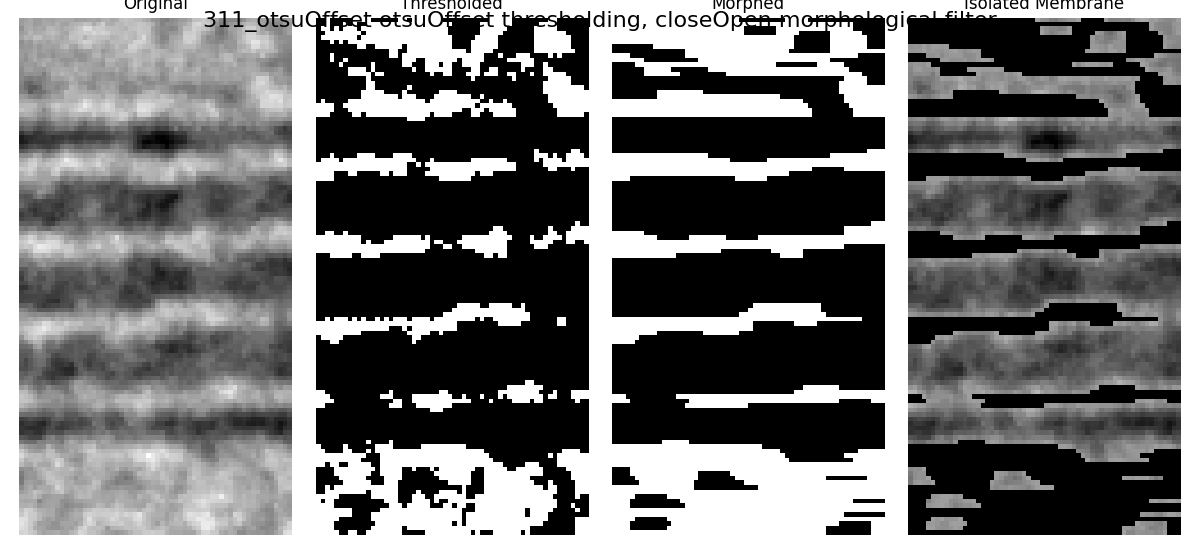 311_otsuOffset otsuOffset thresholding, closeOpen morphological filter
Original
Thresholded
Morphed
Isolated Membrane